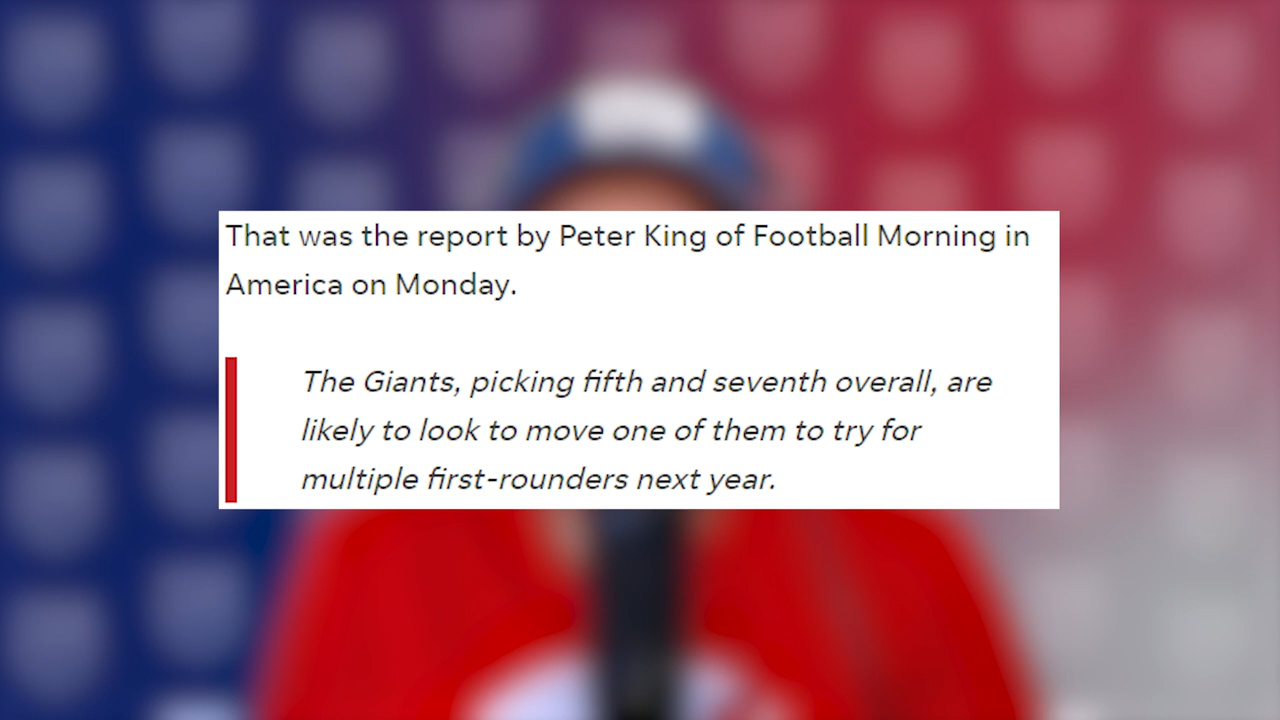 That was the report by Peter King of Football Morning in
America on Monday.
The Giants, picking fifth and seventh overall, are
likely to look to move one of them to try for
multiple first-rounders next year.